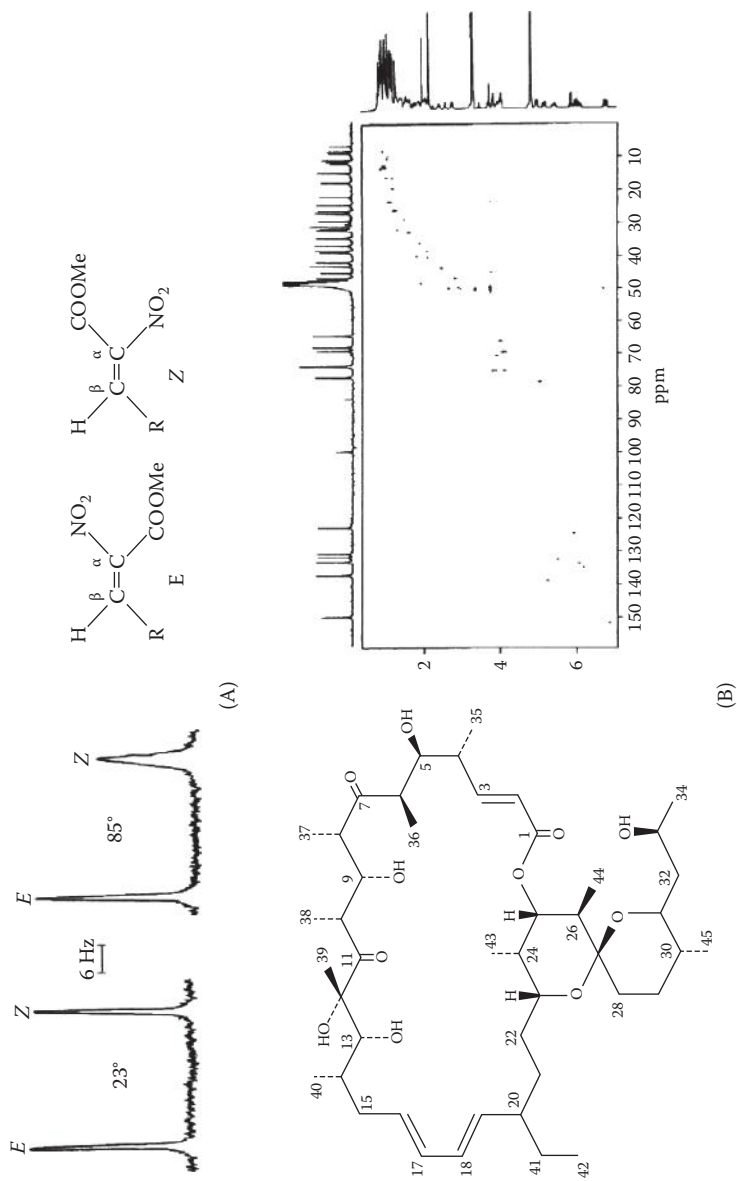 E
23°
Z
6 Hz
E
85°
Z
H
NO₂
β
α
C=C
R
COOMe
E
H
COOMe
β
α
C=C
R
NO₂
Z
(A)
37
O
7
OH
5
35
36
3
9
OH
38
11
O
39
HO
13
OH
40
15
17
18
20
41
42
22
H
43
24
H
O
1
O
44
26
O
O
28
30
45
32
OH
34
2
4
6
150 140 130 120 110 100 90 80 70 60 50 40 30 20 10
ppm
(B)